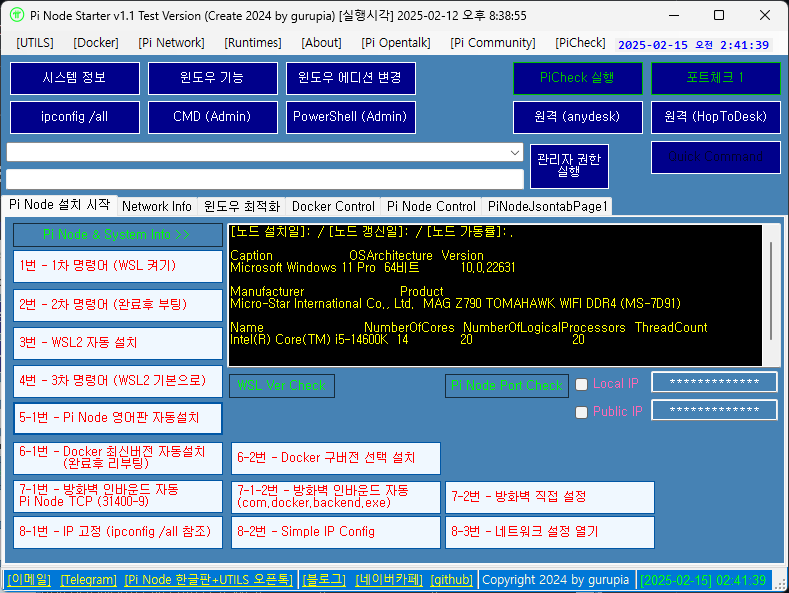 Pi Node Starter v1.1 Test Version (Create 2024 by gurupia) [실행시각] 2025-02-12 오후 8:38:55
[UTILS] [Docker] [Pi Network] [Runtimes] [About] [Pi Opentalk] [Pi Community] [PiCheck] 2025-02-15 오전 2:41:39
시스템 정보 윈도우 기능 윈도우 에디션 변경 PiCheck 실행 포트체크 1
ipconfig /all CMD (Admin) PowerShell (Admin) 원격 (anydesk) 원격 (HopToDesk)
관리자 권한
실행
Quick Command
Pi Node 설치 시작 Network Info 윈도우 최적화 Docker Control Pi Node Control PiNodeJsontabPage1
Pi Node & System Info >>
1번 - 1차 명령어 (WSL 켜기)
2번 - 2차 명령어 (완료후 부팅)
3번 - WSL2 자동 설치
4번 - 3차 명령어 (WSL2 기본으로)
5-1번 - Pi Node 영어판 자동설치
[노드 설치일]: / [노드 갱신일]: / [노드 가동률]: .
Caption OSArchitecture Version
Microsoft Windows 11 Pro 64비트 10.0.22631
Manufacturer Product
Micro-Star International Co., Ltd. MAG Z790 TOMAHAWK WIFI DDR4 (MS-7D91)
Name NumberOfCores NumberOfLogicalProcessors ThreadCount
Intel(R) Core(TM) i5-14600K 14 20 20
WSL Ver Check Pi Node Port Check Local IP *************
Public IP *************
6-1번 - Docker 최신버전 자동설치
(완료후 리부팅)
6-2번 - Docker 구버전 선택 설치
7-1번 - 방화벽 인바운드 자동
Pi Node TCP (31400-9)
7-1-2번 - 방화벽 인바운드 자동
(com.docker.backend.exe)
7-2번 - 방화벽 직접 설정
8-1번 - IP 고정 (ipconfig /all 참조) 8-2번 - Simple IP Config 8-3번 - 네트워크 설정 열기
[이메일] [Telegram] [Pi Node 한글판+UTILS 오픈톡] [블로그] [네이버카페] [github] Copyright 2024 by gurupia [2025-02-15] 02:41:39